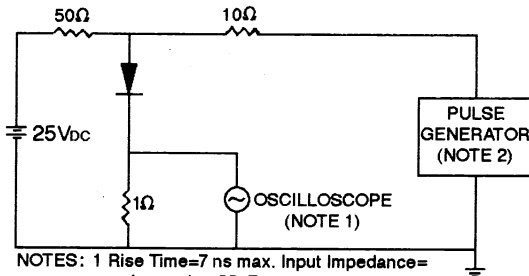 50Ω
10Ω
25VDC
PULSE
GENERATOR
(NOTE 2)
1Ω
OSCILLOSCOPE
(NOTE 1)
NOTES: 1 Rise Time=7 ns max. Input Impedance=